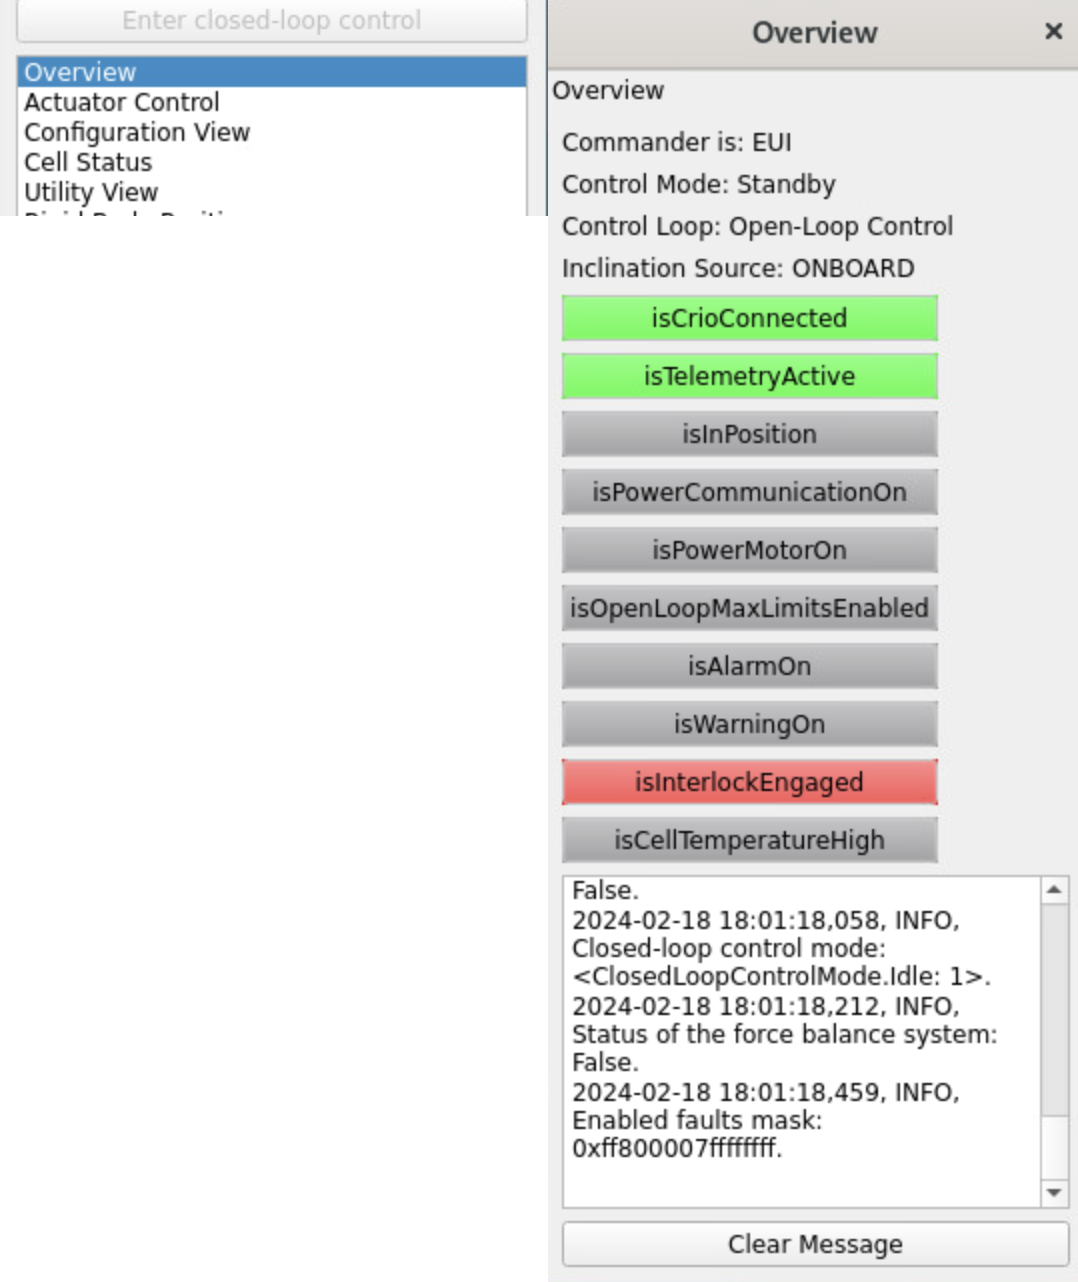 Enter closed-loop control
Overview
Actuator Control
Configuration View
Cell Status
Utility View
Overview
Overview
Commander is: EUI
Control Mode: Standby
Control Loop: Open-Loop Control
Inclination Source: ONBOARD
isCrioConnected
isTelemetryActive
isInPosition
isPowerCommunicationOn
isPowerMotorOn
isOpenLoopMaxLimitsEnabled
isAlarmOn
isWarningOn
isInterlockEngaged
isCellTemperatureHigh
False.
2024-02-18 18:01:18,058, INFO,
Closed-loop control mode:
<ClosedLoopControlMode.Idle: 1>.
2024-02-18 18:01:18,212, INFO,
Status of the force balance system:
False.
2024-02-18 18:01:18,459, INFO,
Enabled faults mask:
0xff800007ffffffff.
Clear Message